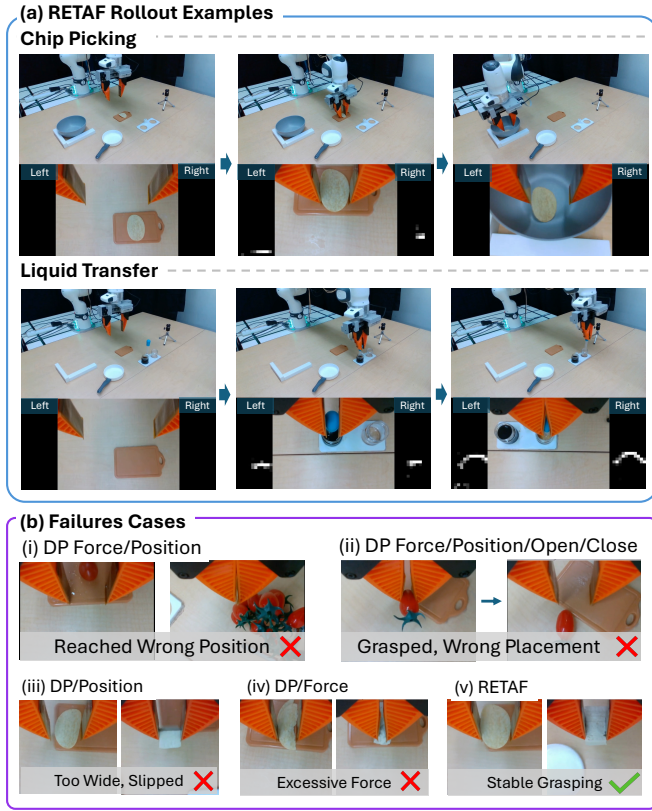 (a) RETAF Rollout Examples
Chip Picking
Left
Right
Left
Right
Left
Right
Liquid Transfer
Left
Right
Left
Right
Left
Right
(b) Failures Cases
(i) DP Force/Position
(ii) DP Force/Position/Open/Close
Reached Wrong Position
Grasped, Wrong Placement
(iii) DP/Position
(iv) DP/Force
(v) RETAF
Too Wide, Slipped
Excessive Force
Stable Grasping